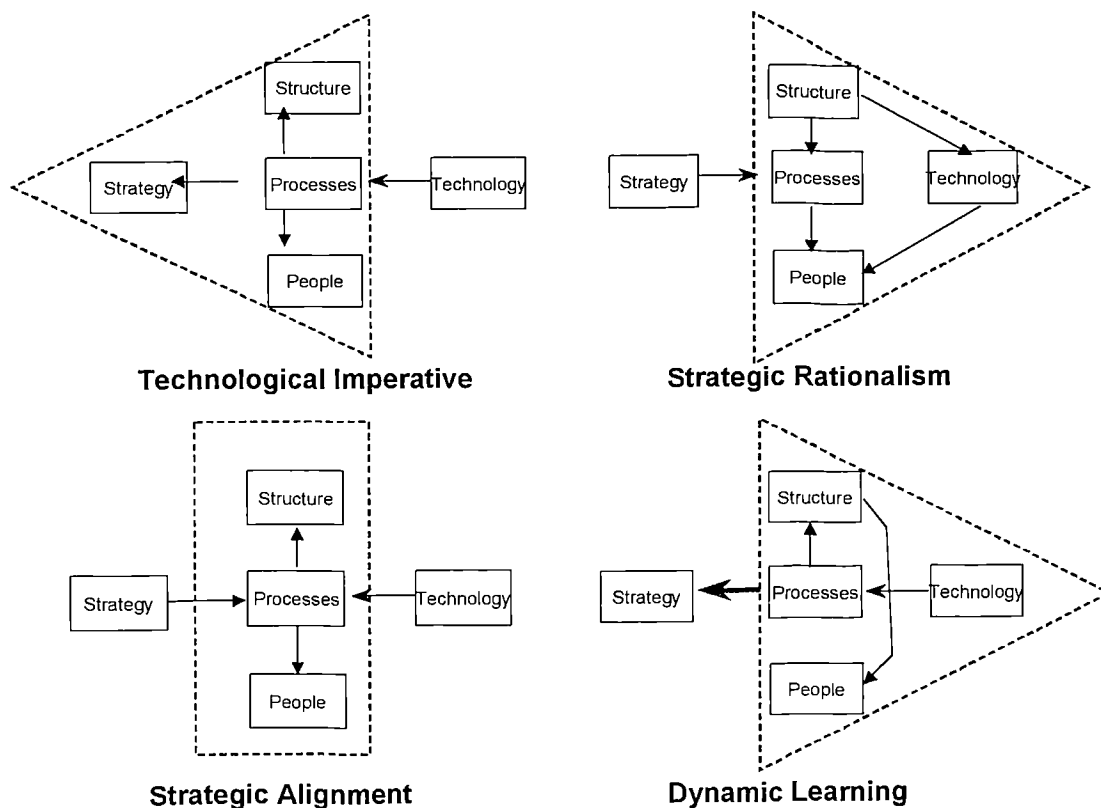 Structure
Strategy
Processes
Technology
People
Technological Imperative
Structure
Strategy
Processes
Technology
People
Strategic Rationalism
Structure
Strategy
Processes
Technology
People
Strategic Alignment
Structure
Strategy
Processes
Technology
People
Dynamic Learning